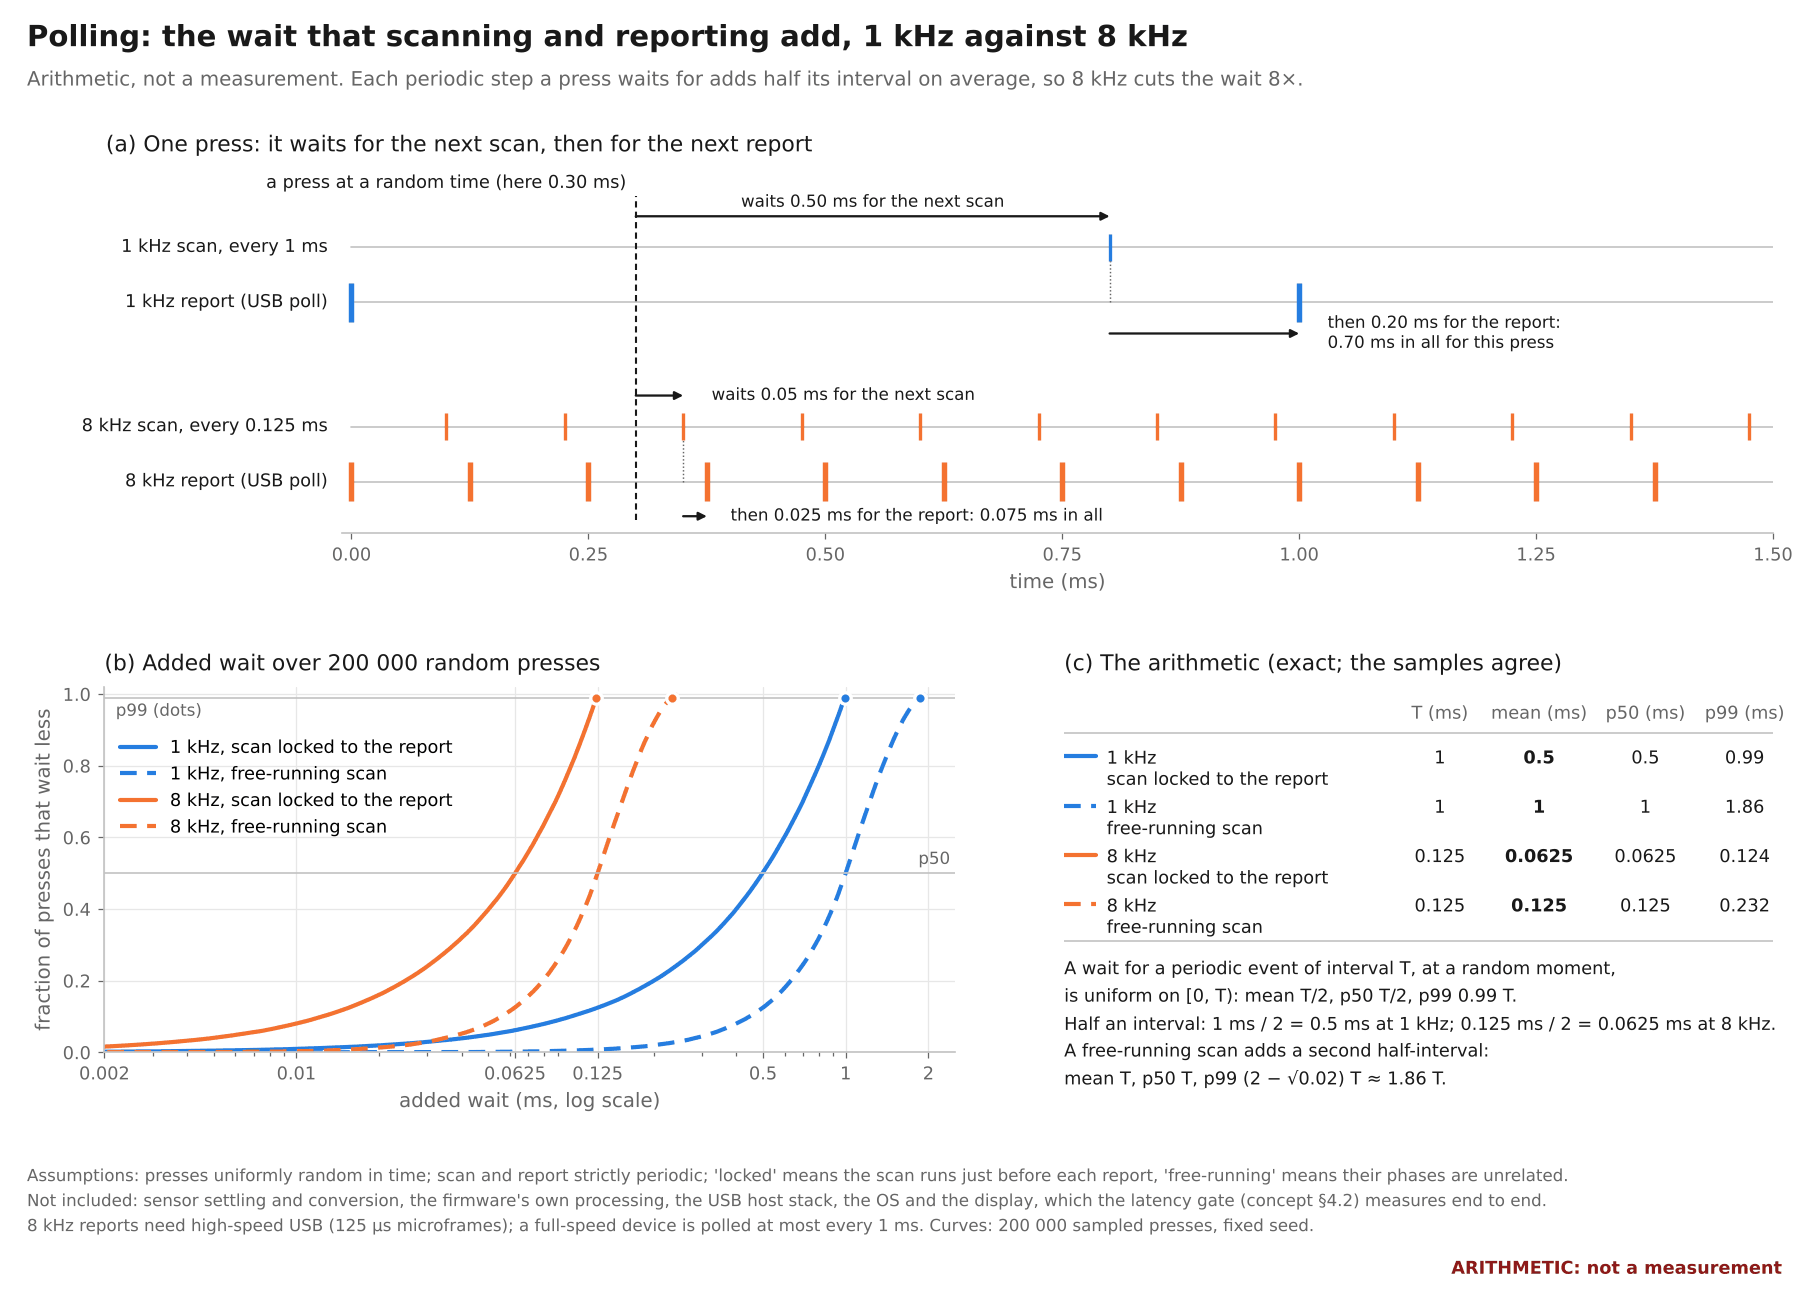 Polling: the wait that scanning and reporting add, 1 kHz against 8 kHz
Arithmetic, not a measurement. Each periodic step a press waits for adds half its interval on average, so 8 kHz cuts the wait 8×.
(a) One press: it waits for the next scan, then for the next report
a press at a random time (here 0.30 ms)
waits 0.50 ms for the next scan
1 kHz scan, every 1 ms
1 kHz report (USB poll)
then 0.20 ms for the report:
0.70 ms in all for this press
waits 0.05 ms for the next scan
8 kHz scan, every 0.125 ms
8 kHz report (USB poll)
then 0.025 ms for the report: 0.075 ms in all
0.00 0.25 0.50 0.75 1.00 1.25 1.50
time (ms)
(b) Added wait over 200 000 random presses
fraction of presses that wait less
1.0
0.8
0.6
0.4
0.2
0.0
p99 (dots)
1 kHz, scan locked to the report
1 kHz, free-running scan
8 kHz, scan locked to the report
8 kHz, free-running scan
p50
0.002 0.01 0.0625 0.125 0.5 1 2
added wait (ms, log scale)
(c) The arithmetic (exact; the samples agree)
T (ms) mean (ms) p50 (ms) p99 (ms)
1 kHz 1 0.5 0.5 0.99
scan locked to the report
1 kHz 1 1 1 1.86
free-running scan
8 kHz 0.125 0.0625 0.0625 0.124
scan locked to the report
8 kHz 0.125 0.125 0.125 0.232
free-running scan
A wait for a periodic event of interval T, at a random moment,
is uniform on [0, T): mean T/2, p50 T/2, p99 0.99 T.
Half an interval: 1 ms / 2 = 0.5 ms at 1 kHz; 0.125 ms / 2 = 0.0625 ms at 8 kHz.
A free-running scan adds a second half-interval:
mean T, p50 T, p99 (2 − √0.02) T ≈ 1.86 T.
Assumptions: presses uniformly random in time; scan and report strictly periodic; 'locked' means the scan runs just before each report, 'free-running' means their phases are unrelated.
Not included: sensor settling and conversion, the firmware's own processing, the USB host stack, the OS and the display, which the latency gate (concept §4.2) measures end to end.
8 kHz reports need high-speed USB (125 µs microframes); a full-speed device is polled at most every 1 ms. Curves: 200 000 sampled presses, fixed seed.
ARITHMETIC: not a measurement